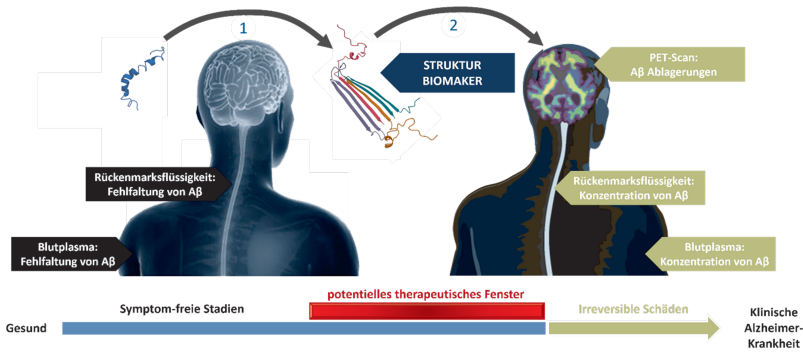 1
2
STRUKTUR
BIOMAKER
PET-Scan:
Aβ Ablagerungen
Rückenmarksflüssigkeit:
Fehlfaltung von Aβ
Rückenmarksflüssigkeit:
Konzentration von Aβ
Blutplasma:
Fehlfaltung von Aβ
Blutplasma:
Konzentration von Aβ
potentielles therapeutisches Fenster
Symptom-freie Stadien
Irreversible Schäden
Gesund
Klinische
Alzheimer-
Krankheit